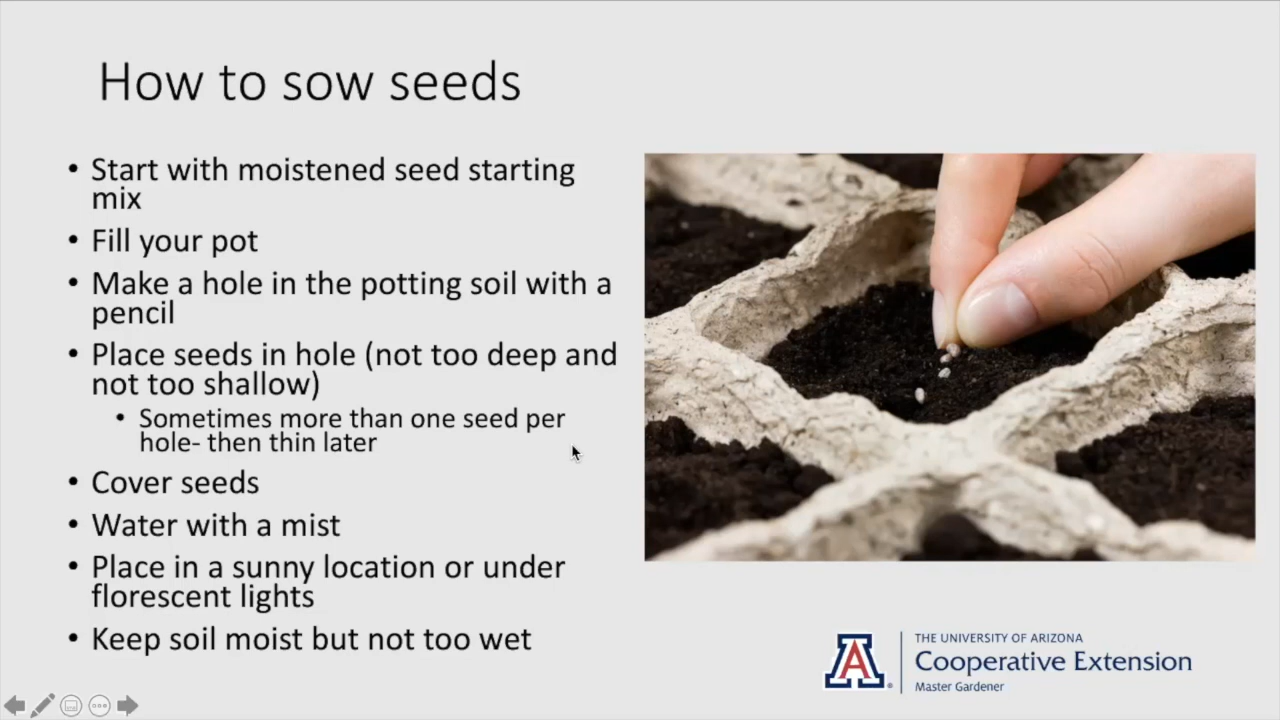 How to sow seeds
• Start with moistened seed starting
mix
• Fill your pot
• Make a hole in the potting soil with a
pencil
• Place seeds in hole (not too deep and
not too shallow)
• Sometimes more than one seed per
hole- then thin later
• Cover seeds
• Water with a mist
• Place in a sunny location or under
florescent lights
• Keep soil moist but not too wet
A
THE UNIVERSITY OF ARIZONA
Cooperative Extension
Master Gardener